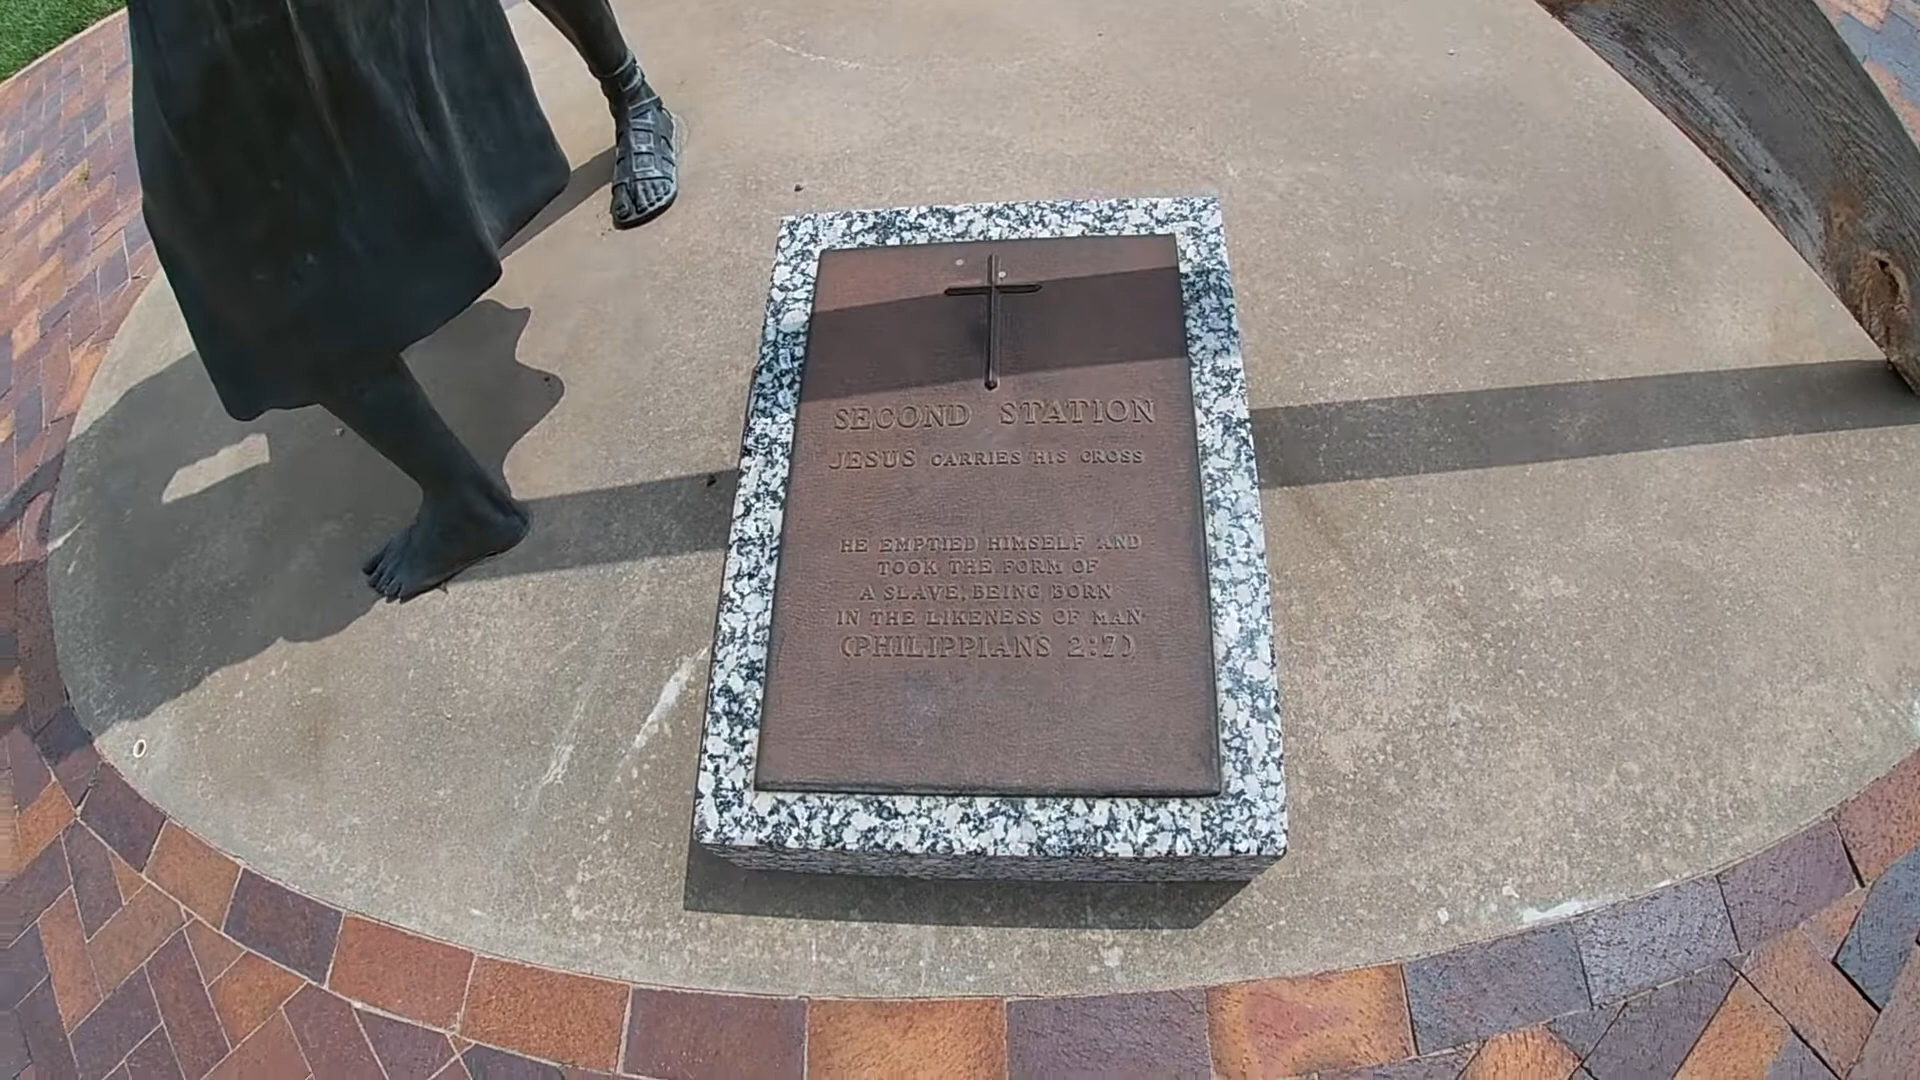 SECOND STATION
JESUS CARRIES HIS CROSS
HE EMPTIED HIMSELF AND
TOOK THE FORM OF
A SLAVE, BEING BORN
IN THE LIKENESS OF MAN
(PHILIPPIANS 2:7)